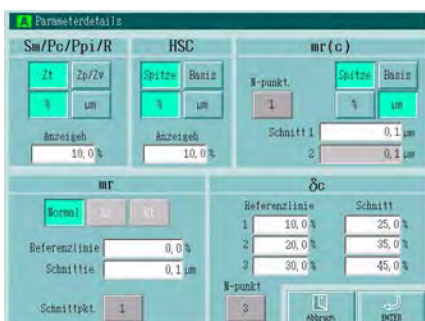 A Parameterdetails
Sm/Pc/Ppi/R
Zt Zp/Zv
% µm
Anzeigeh
10,0 %
HSC
Spitze Basis
% µm
Anzeigeh
10,0 %
mr(c)
N-punkt.
1
Spitze Basis
% µm
Schnitt 1 0,1 µm
2 0,1 µm
mr
Normal
Rt
Referenzlinie 0,0 %
Schnittie 0,1 µm
Schnittpkt. 1
δc
Referenzlinie Schnitt
1 10,0 % 25,0 %
2 20,0 % 35,0 %
3 30,0 % 45,0 %
N-punkt
3
Abbruch
ENTER